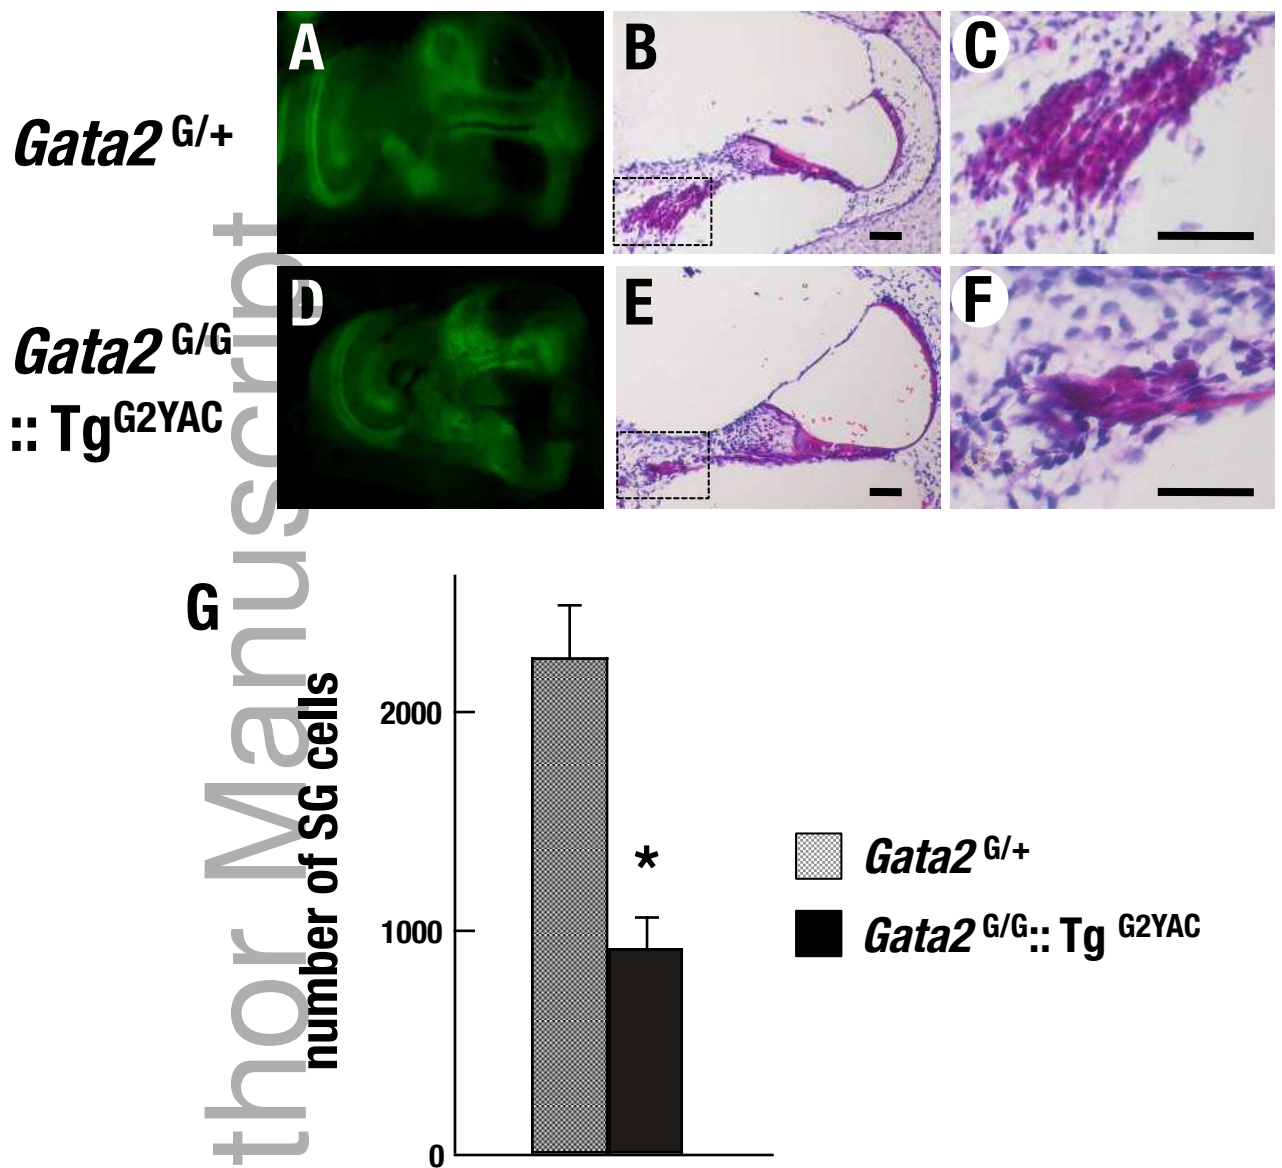 A
B
C
Gata2 G/+
D
E
F
Gata2 G/G
:: Tg G2YAC
G
number of SG cells
2000
1000
0
*
Gata2 G/+
Gata2 G/G:: Tg G2YAC
thor Manuscript